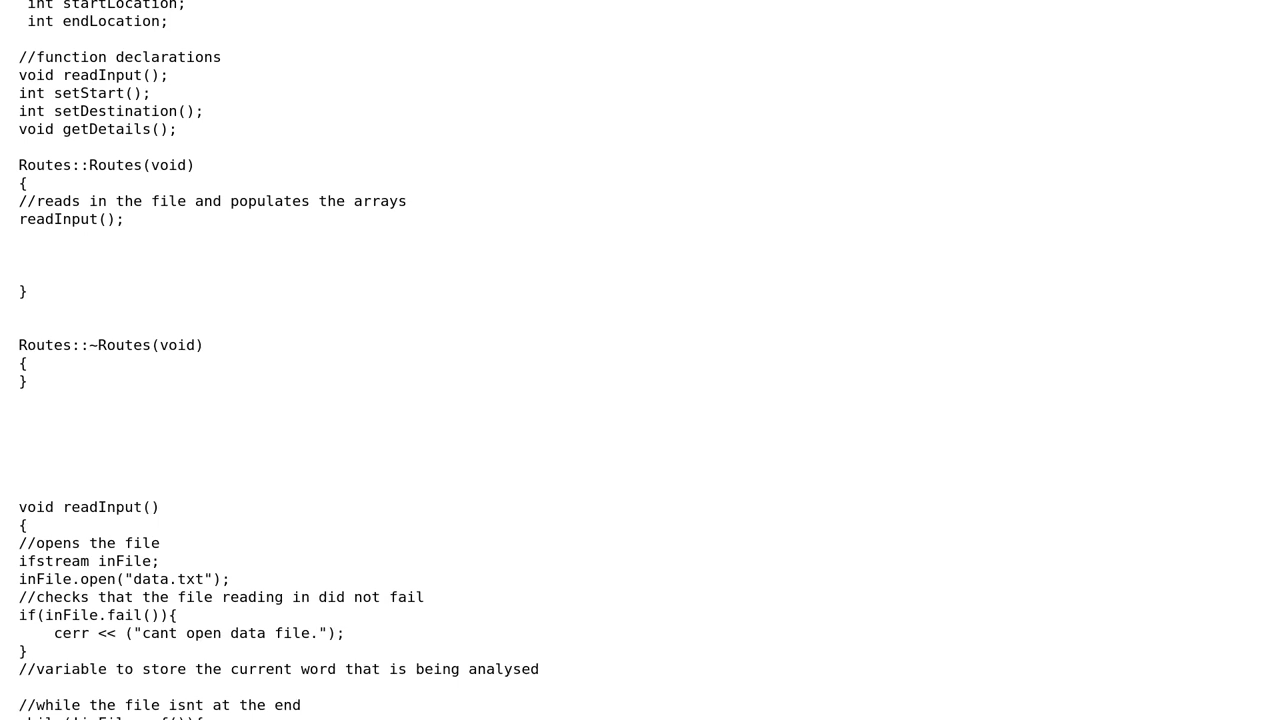 int startLocation;
int endLocation;
//function declarations
void readInput();
int setStart();
int setDestination();
void getDetails();
Routes::Routes(void)
{
//reads in the file and populates the arrays
readInput();
}
Routes::~Routes(void)
{
}
void readInput()
{
//opens the file
ifstream inFile;
inFile.open("data.txt");
//checks that the file reading in did not fail
if(inFile.fail()){
    cerr << ("cant open data file.");
}
//variable to store the current word that is being analysed
//while the file isnt at the end